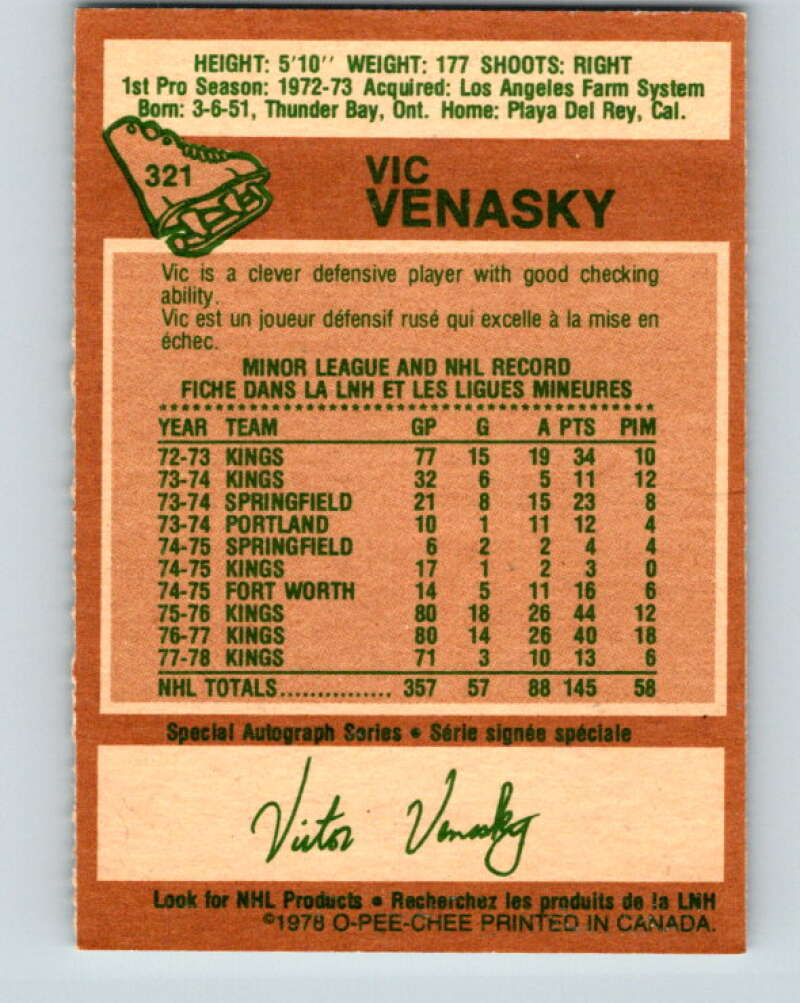 HEIGHT: 5'10'' WEIGHT: 177 SHOOTS: RIGHT
1st Pro Season: 1972-73 Acquired: Los Angeles Farm System
Born: 3-6-51, Thunder Bay, Ont. Home: Playa Del Rey, Cal.
321
VIC
VENASKY
Vic is a clever defensive player with good checking
ability.
Vic est un joueur défensif rusé qui excelle à la mise en
échec.
MINOR LEAGUE AND NHL RECORD
FICHE DANS LA LNH ET LES LIGUES MINEURES
YEAR TEAM GP G A PTS PIM
72-73 KINGS 77 15 19 34 10
73-74 KINGS 32 6 5 11 12
73-74 SPRINGFIELD 21 8 15 23 8
73-74 PORTLAND 10 1 11 12 4
74-75 SPRINGFIELD 6 2 2 4 4
74-75 KINGS 17 1 2 3 0
74-75 FORT WORTH 14 5 11 16 6
75-76 KINGS 80 18 26 44 12
76-77 KINGS 80 14 26 40 18
77-78 KINGS 71 3 10 13 6
NHL TOTALS............... 357 57 88 145 58
Special Autograph Series • Série signée spéciale
Victor Venasky
Look for NHL Products • Recherchez les produits de la LNH
©1978 O-PEE-CHEE PRINTED IN CANADA.